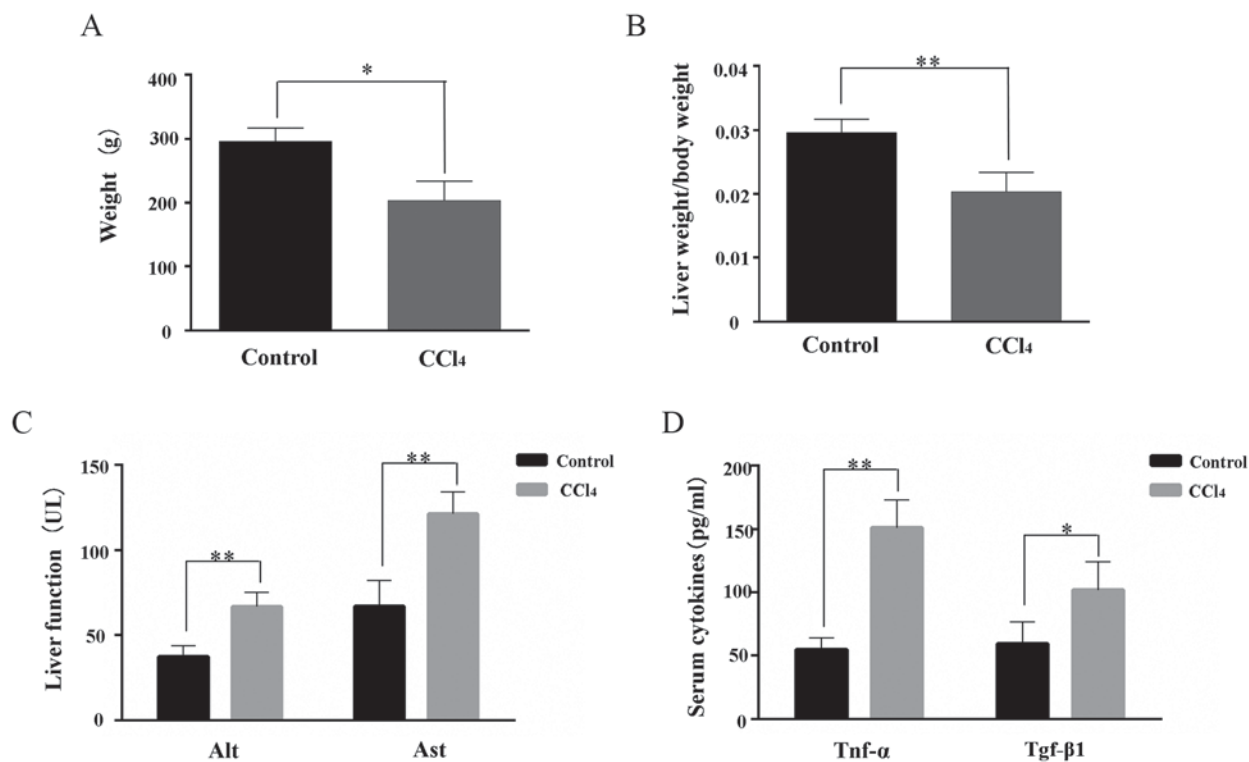 A
Weight (g)
400
300
200
100
0
*
Control
CCl4
B
Liver weight/body weight
0.04
0.03
0.02
0.01
0
**
Control
CCl4
C
Liver function (UL)
150
100
50
0
**
**
Control
CCl4
Alt
Ast
D
Serum cytokines (pg/ml)
200
150
100
50
0
**
*
Control
CCl4
Tnf-α
Tgf-β1